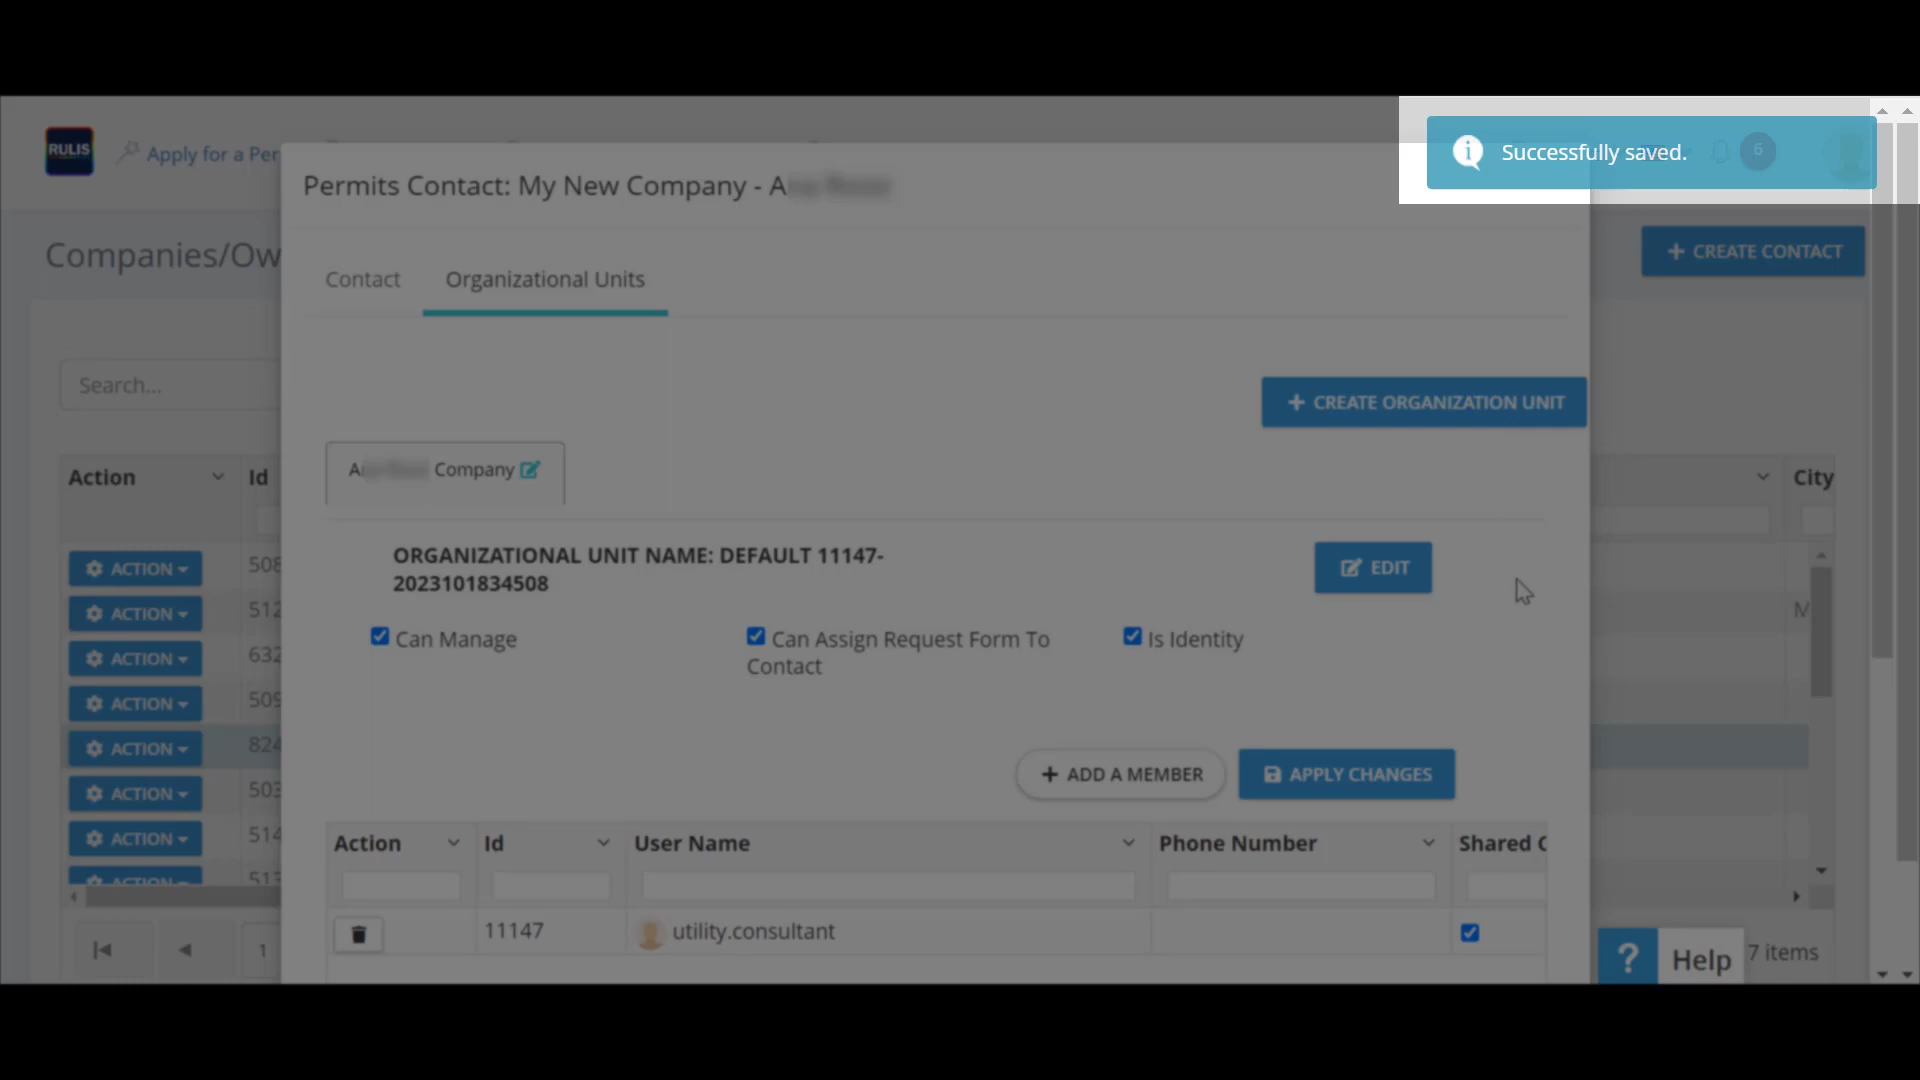 RULIS
Apply for a Per
Successfully saved.
6
Permits Contact: My New Company - A
Companies/Ow
+ CREATE CONTACT
Contact
Organizational Units
Search...
+ CREATE ORGANIZATION UNIT
A Company
Action
Id
City
ORGANIZATIONAL UNIT NAME: DEFAULT 11147-
2023101834508
EDIT
ACTION
508
ACTION
512
M
Can Manage
Can Assign Request Form To
Contact
Is Identity
ACTION
632
ACTION
509
ACTION
824
+ ADD A MEMBER
APPLY CHANGES
ACTION
503
ACTION
514
Action
Id
User Name
Phone Number
Shared C
ACTION
513
11147
utility.consultant
1
? Help
7 items